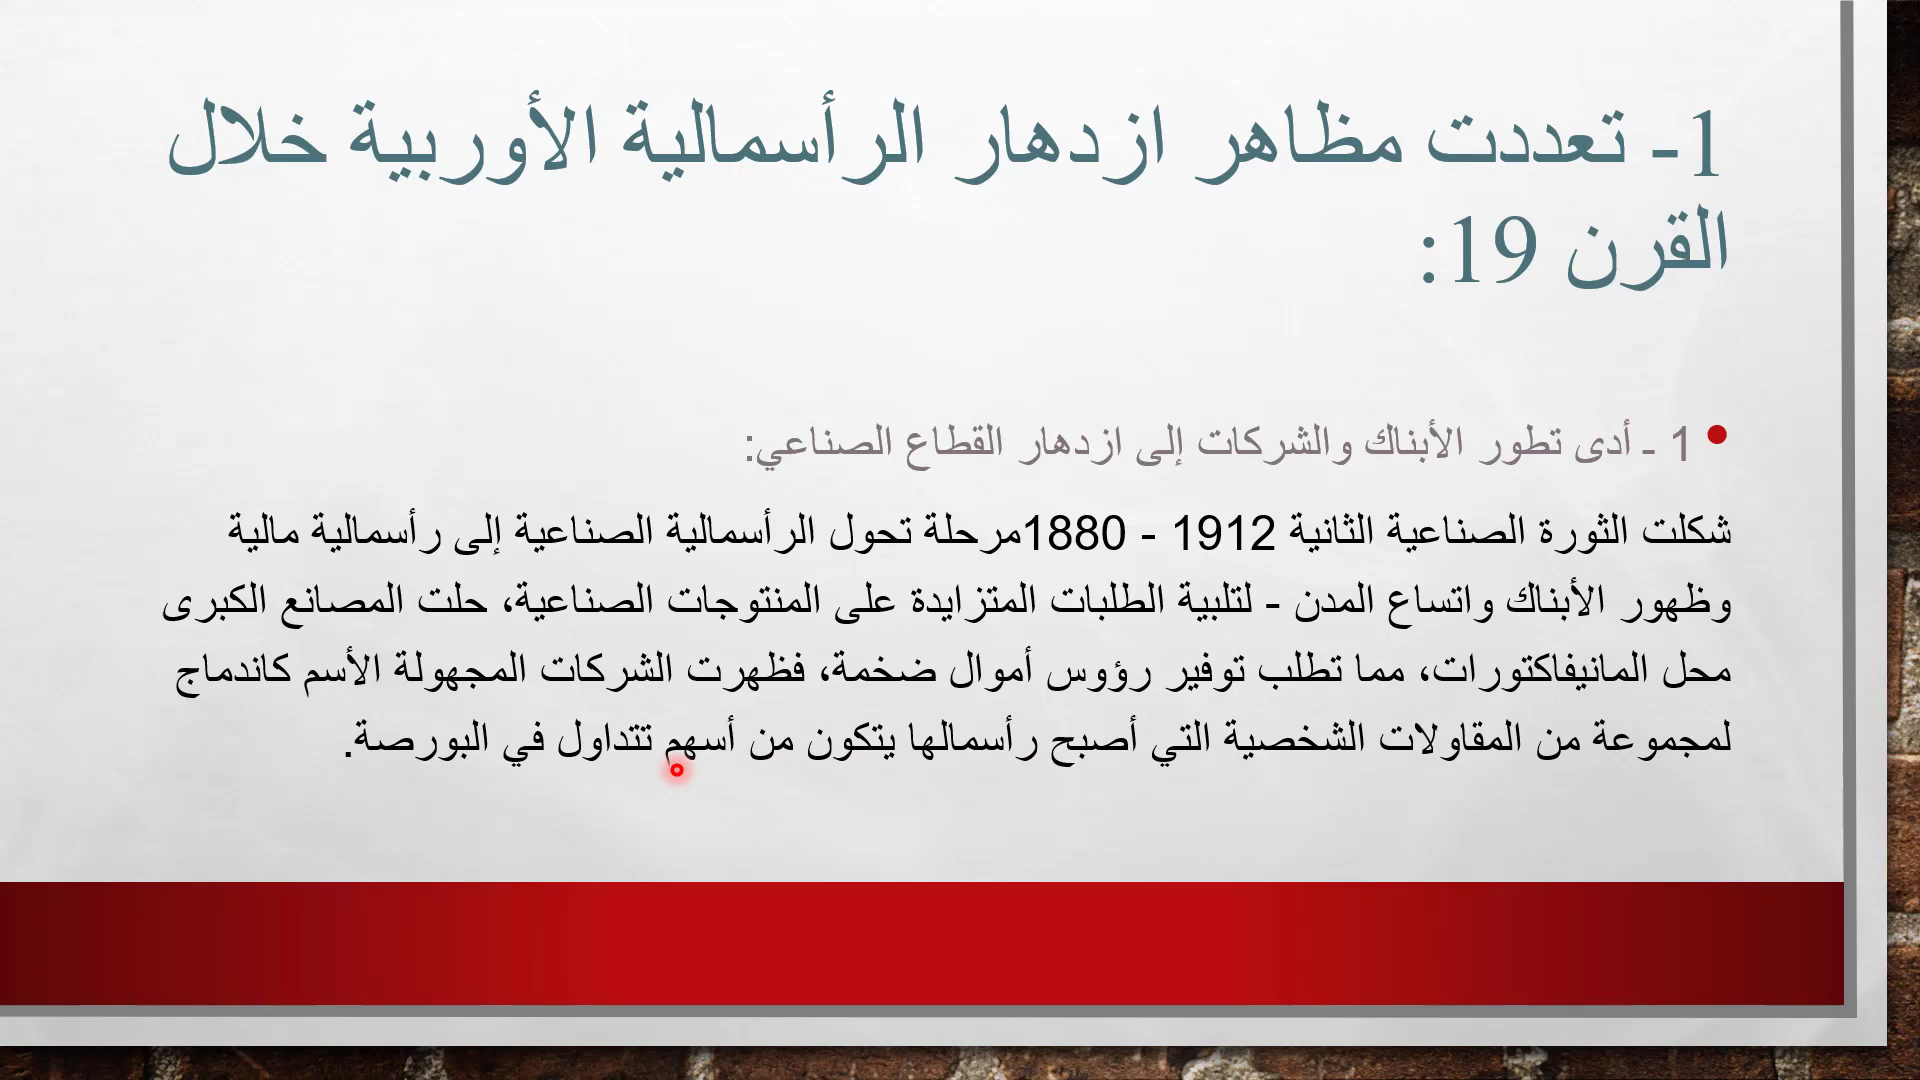 1- تعددت مظاهر ازدهار الرأسمالية الأوربية خلال
القرن 19:
• 1 - أدى تطور الأبناك والشركات إلى ازدهار القطاع الصناعي:
شكلت الثورة الصناعية الثانية 1912 - 1880مرحلة تحول الرأسمالية الصناعية إلى رأسمالية مالية
وظهور الأبناك واتساع المدن - لتلبية الطلبات المتزايدة على المنتوجات الصناعية، حلت المصانع الكبرى
محل المانيفاكتورات، مما تطلب توفير رؤوس أموال ضخمة، فظهرت الشركات المجهولة الأسم كاندماج
لمجموعة من المقاولات الشخصية التي أصبح رأسمالها يتكون من أسهم تتداول في البورصة.